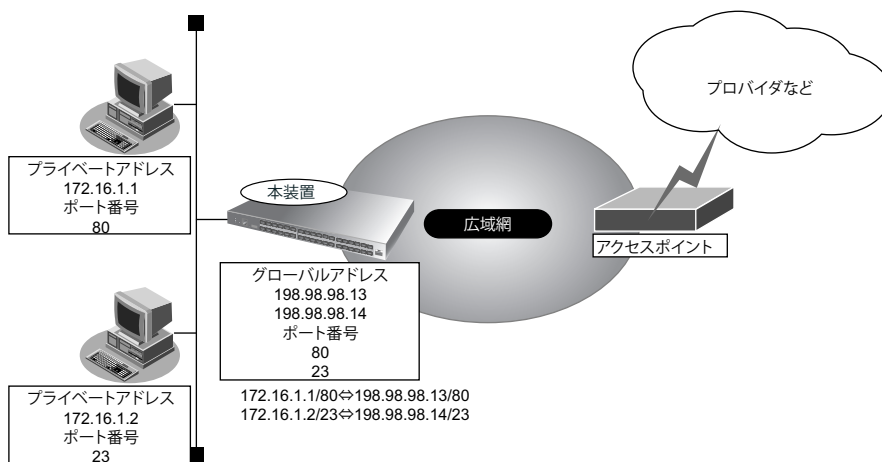 プロバイダなど
プライベートアドレス
172.16.1.1
ポート番号
80
本装置
広域網
アクセスポイント
グローバルアドレス
198.98.98.13
198.98.98.14
ポート番号
80
23
172.16.1.1/80⇔198.98.98.13/80
172.16.1.2/23⇔198.98.98.14/23
プライベートアドレス
172.16.1.2
ポート番号
23